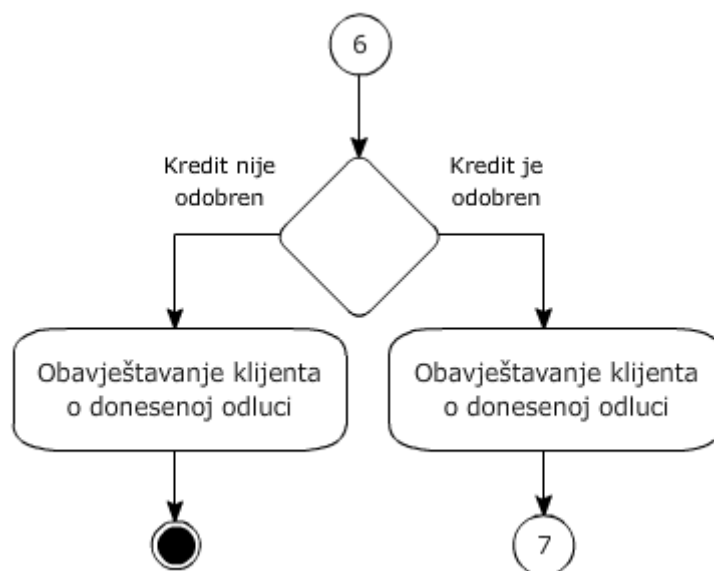 6
Kredit nije
odobren
Kredit je
odobren
Obavještavanje klijenta
o donesenoj odluci
Obavještavanje klijenta
o donesenoj odluci
7